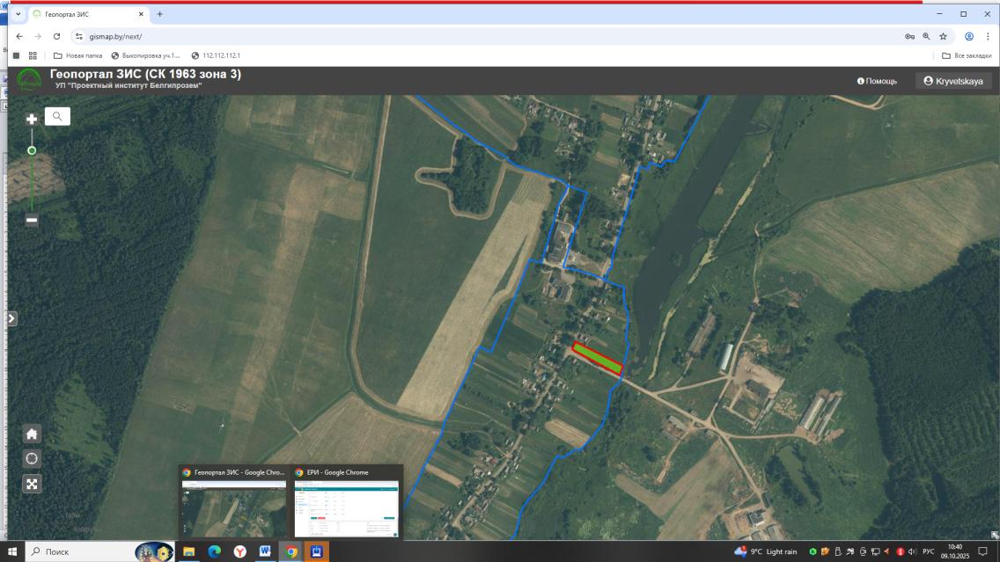 Геопортал ЗИС
gismap.by/next/
Новая папка
Выкопировка уч.1....
112.112.112.1
Все закладки
Геопортал ЗИС (СК 1963 зона 3)
УП "Проектный институт Белгипрозем"
Помощь
Kryvetskaya
Геопортал ЗИС - Google Chro...
ЕРИ - Google Chrome
Поиск
9°C Light rain
РУС
10:40
09.10.2025